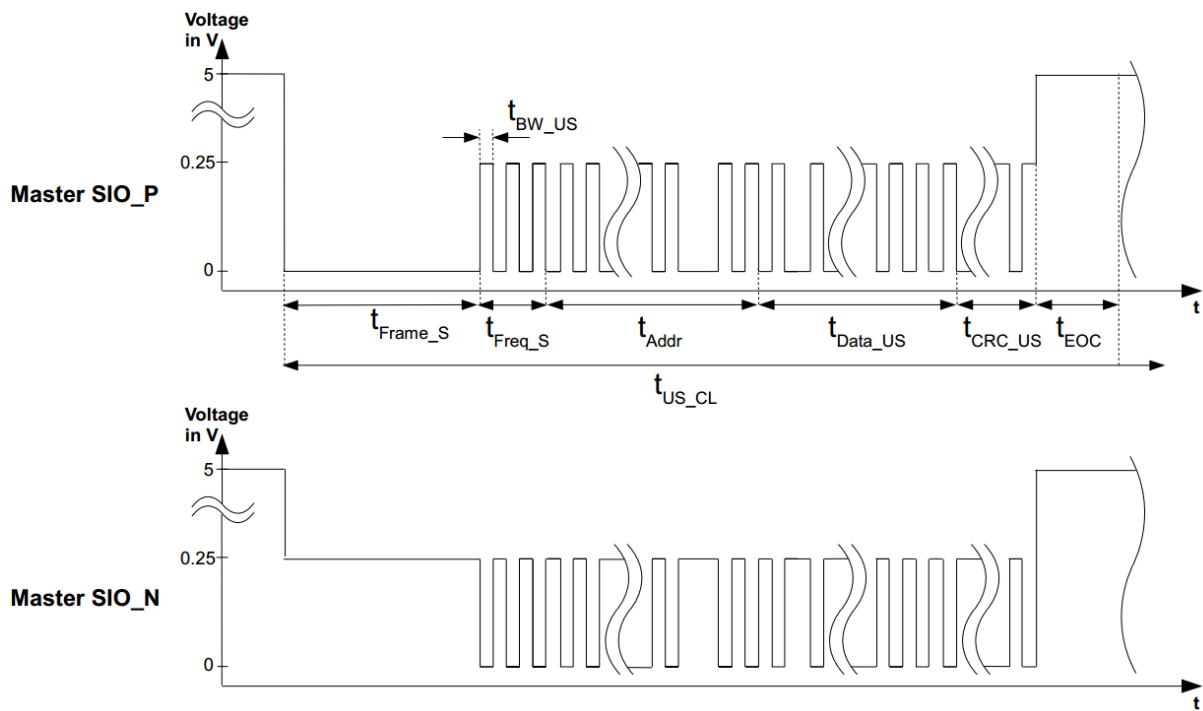 Voltage
in V
5
t_BW_US
0.25
Master SIO_P
0
t
t_Frame_S
t_Freq_S
t_Addr
t_Data_US
t_CRC_US
t_EOC
t_US_CL
Voltage
in V
5
0.25
Master SIO_N
0
t